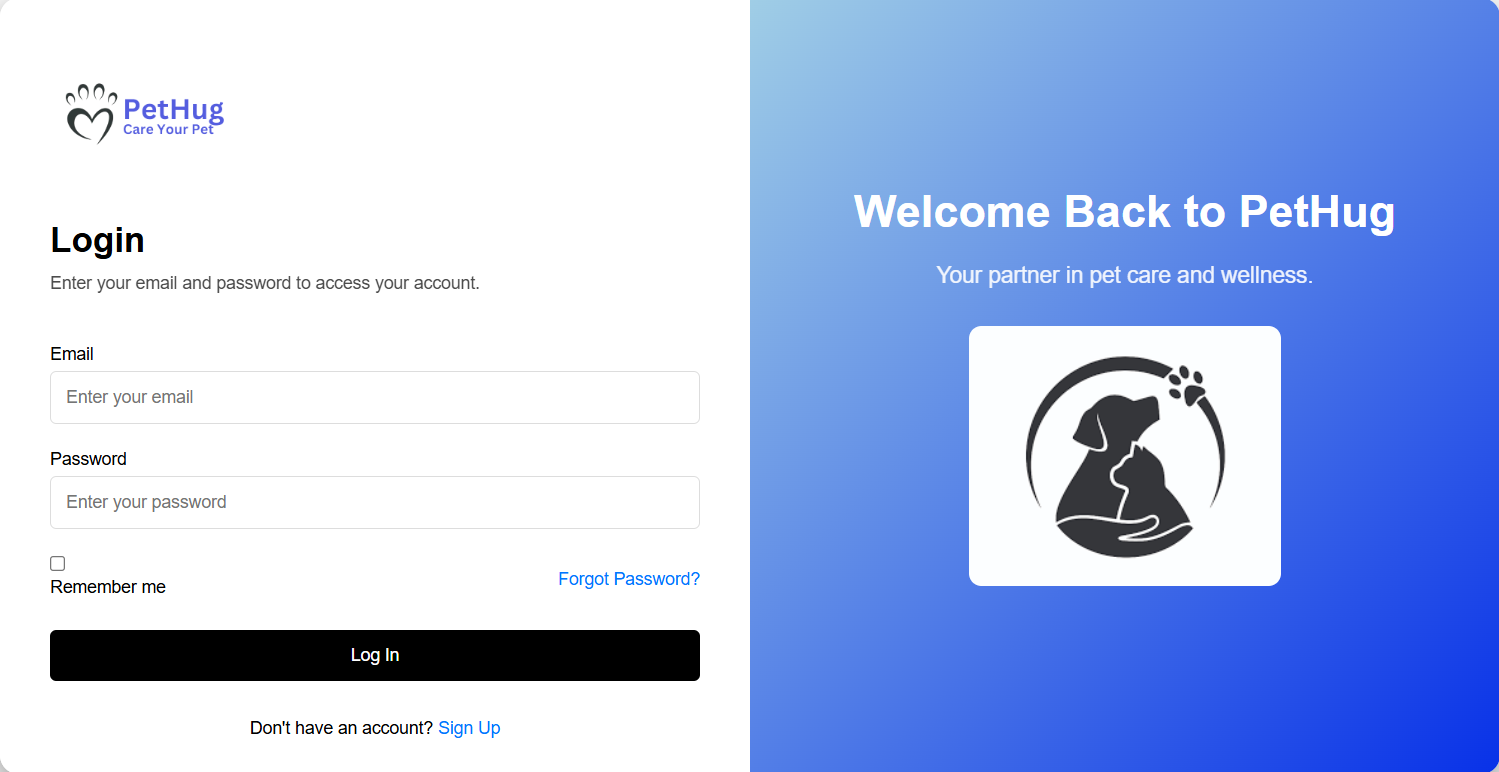 PetHug
Care Your Pet
Login
Enter your email and password to access your account.
Email
Enter your email
Password
Enter your password
Remember me
Forgot Password?
Log In
Don't have an account? Sign Up
Welcome Back to PetHug
Your partner in pet care and wellness.